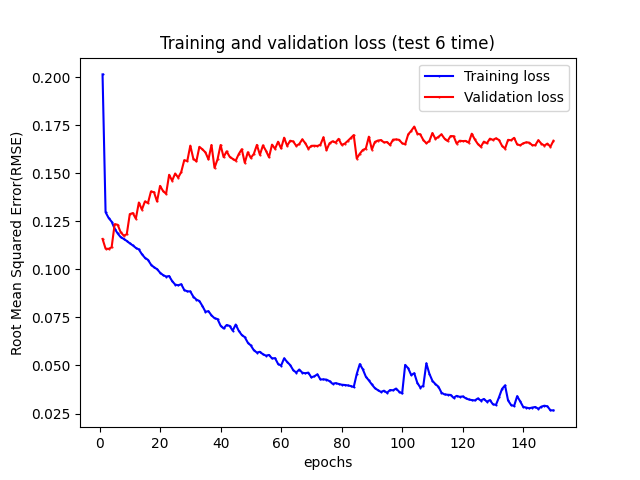 Training and validation loss (test 6 time)
Training loss
Validation loss
Root Mean Squared Error(RMSE)
0.200
0.175
0.150
0.125
0.100
0.075
0.050
0.025
0 20 40 60 80 100 120 140
epochs